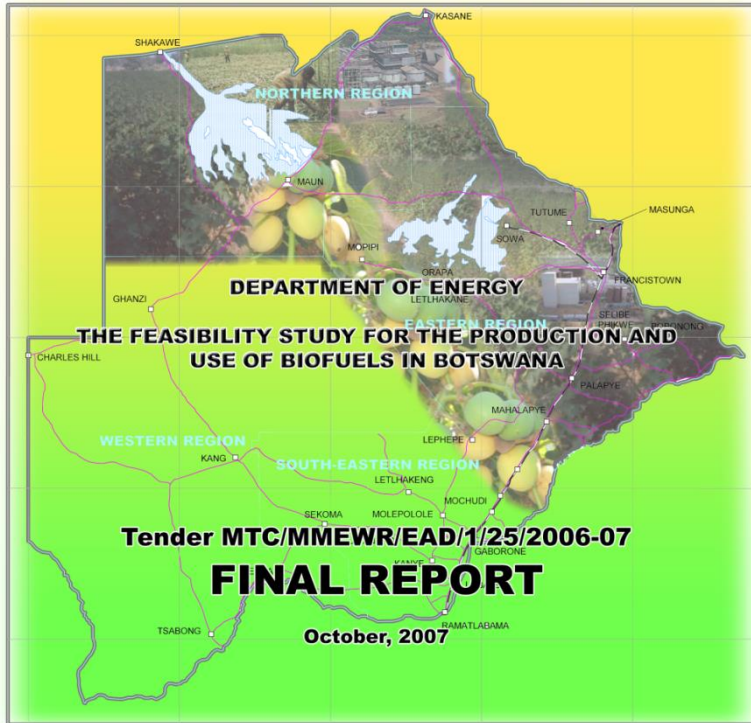 KASANE
SHAKAWE
NORTHERN REGION
MAUN
TUTUME
MASUNGA
SOWA
MOPIPI
ORAPA
FRANCISTOWN
DEPARTMENT OF ENERGY
LETLHAKANE
GHANZI
SELIBE
PHIKWE
BOBONONG
EASTERN REGION
THE FEASIBILITY STUDY FOR THE PRODUCTION AND
USE OF BIOFUELS IN BOTSWANA
CHARLES HILL
PALAPYE
MAHALAPYE
LEPHEPE
WESTERN REGION
KANG
SOUTH-EASTERN REGION
LETLHAKENG
MOCHUDI
SEKOMA
MOLEPOLOLE
Tender MTC/MMEWR/EAD/1/25/2006-07
GABORONE
KANYE
FINAL REPORT
RAMATLABAMA
TSABONG
October, 2007